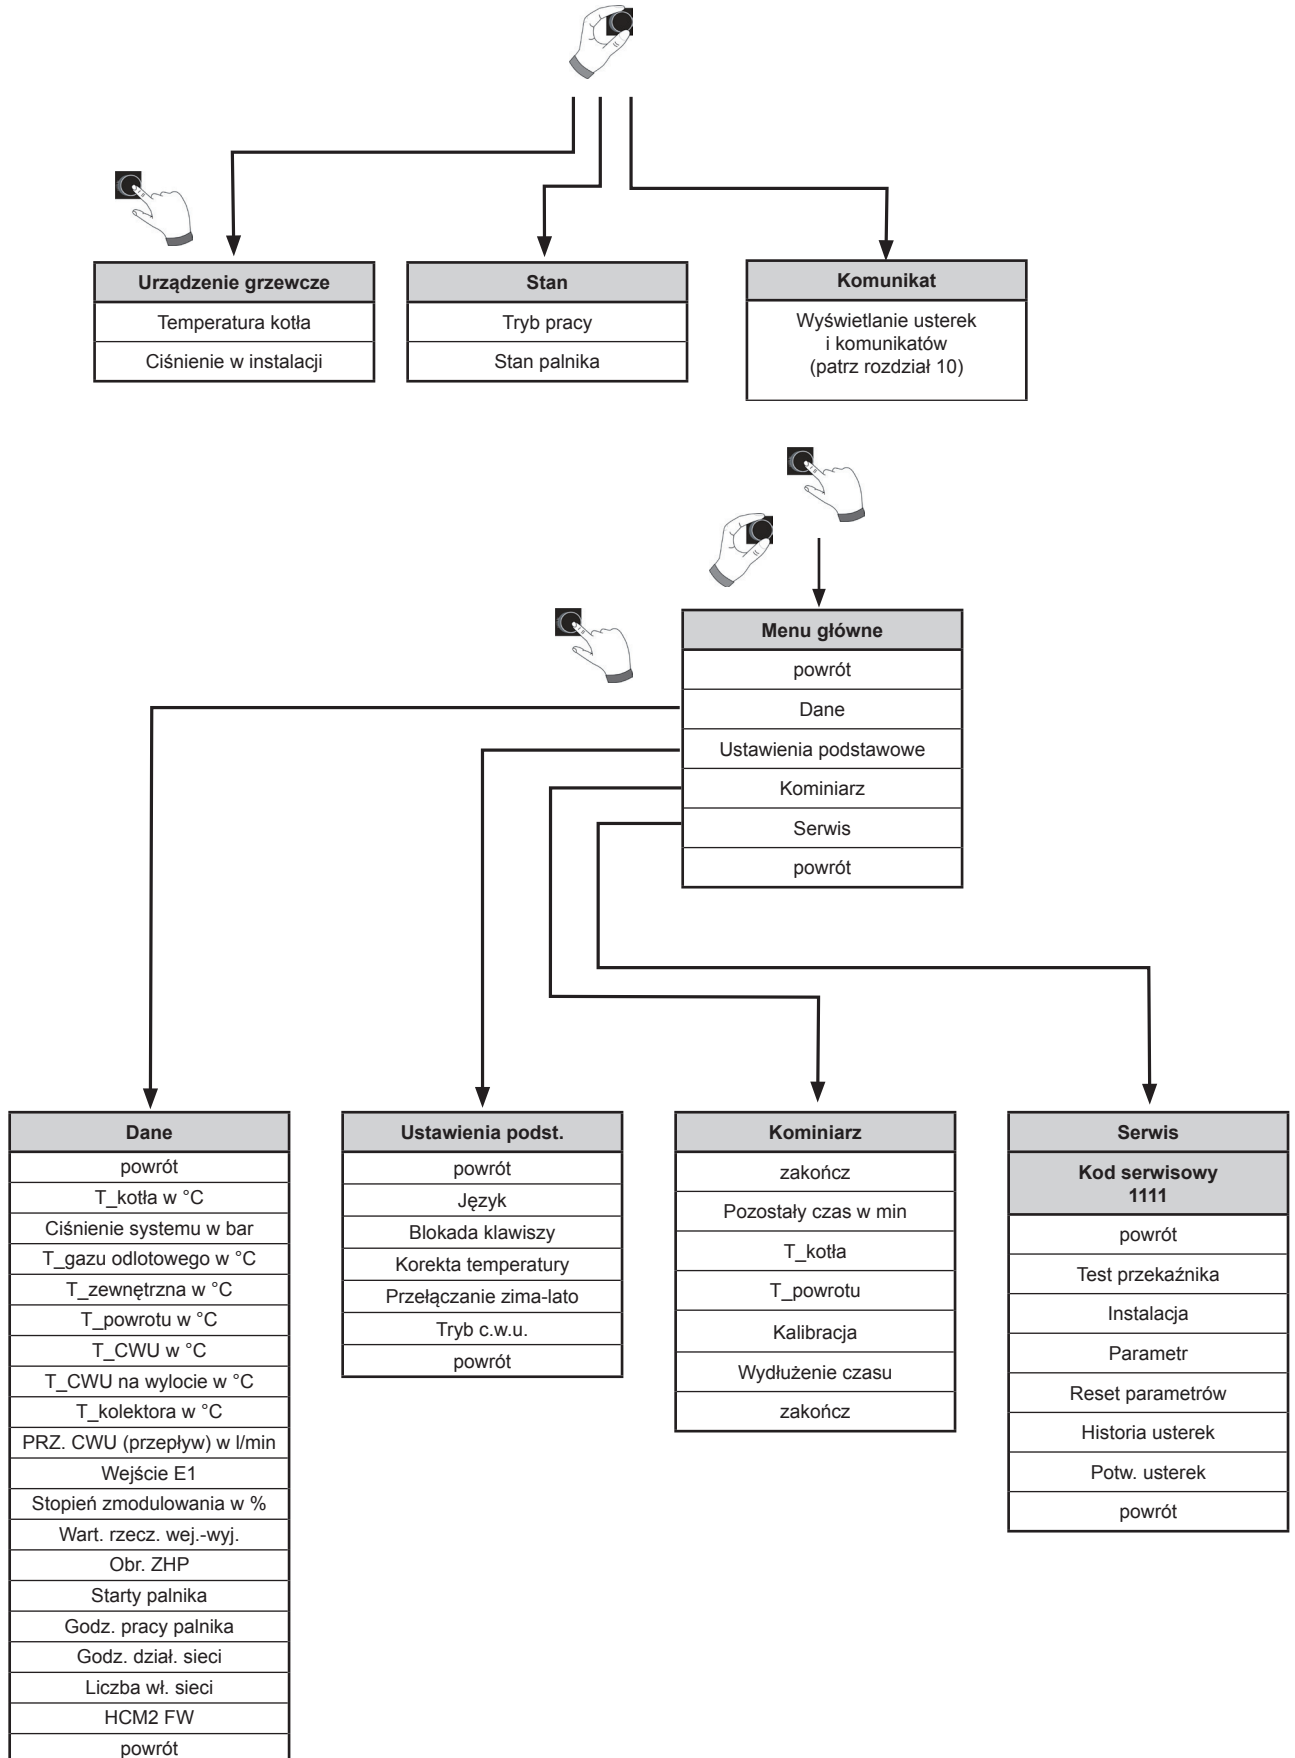 Urządzenie grzewcze
Temperatura kotła
Ciśnienie w instalacji
Stan
Tryb pracy
Stan palnika
Komunikat
Wyświetlanie usterek
i komunikatów
(patrz rozdział 10)
Menu główne
powrót
Dane
Ustawienia podstawowe
Kominiarz
Serwis
powrót
Dane
powrót
T_kotła w °C
Ciśnienie systemu w bar
T_gazu odlotowego w °C
T_zewnętrzna w °C
T_powrotu w °C
T_CWU w °C
T_CWU na wylocie w °C
T_kolektora w °C
PRZ. CWU (przepływ) w l/min
Wejście E1
Stopień zmodulowania w %
Wart. rzecz. wej.-wyj.
Obr. ZHP
Starty palnika
Godz. pracy palnika
Godz. dział. sieci
Liczba wł. sieci
HCM2 FW
powrót
Ustawienia podst.
powrót
Język
Blokada klawiszy
Korekta temperatury
Przełączanie zima-lato
Tryb c.w.u.
powrót
Kominiarz
zakończ
Pozostały czas w min
T_kotła
T_powrotu
Kalibracja
Wydłużenie czasu
zakończ
Serwis
Kod serwisowy
1111
powrót
Test przekaźnika
Instalacja
Parametr
Reset parametrów
Historia usterek
Potw. usterek
powrót